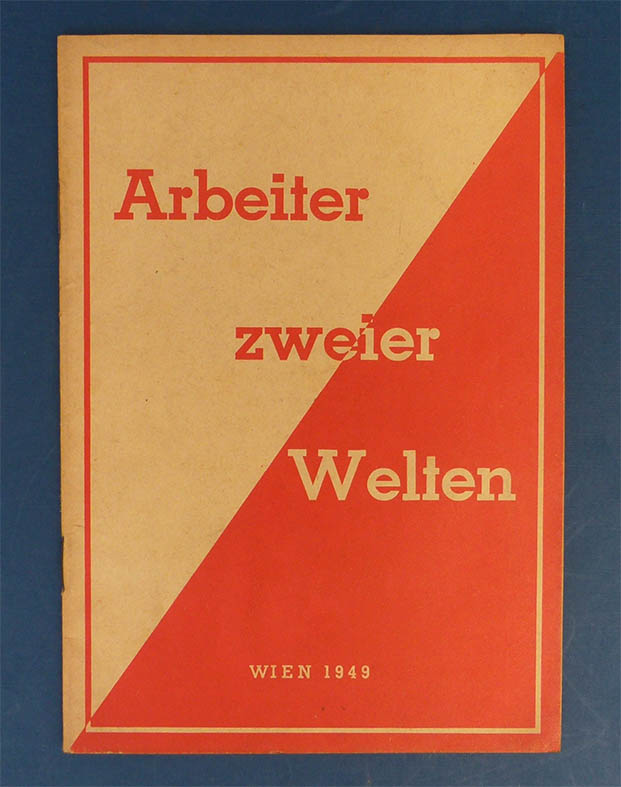 Arbeiter
zweier
Welten
WIEN 1949